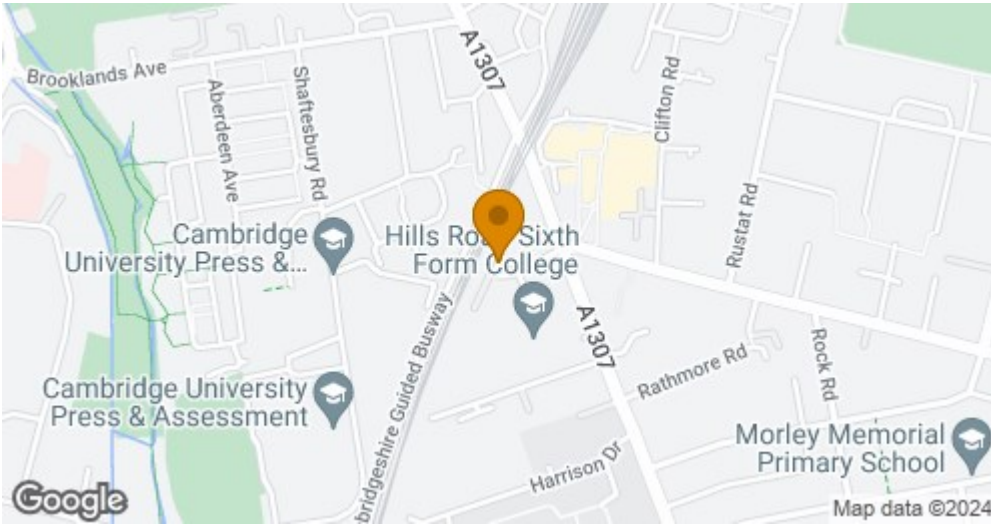 A1307
Brooklands Ave
Aberdeen Ave
Shaftesbury Rd
Clifton Rd
Rustat Rd
Cambridge
University Press &...
Hills Road Sixth
Form College
A1307
Cambridgeshire Guided Busway
Rathmore Rd
Rock Rd
Cambridge University
Press & Assessment
Harrison Dr
Morley Memorial
Primary School
Google
Map data ©2024